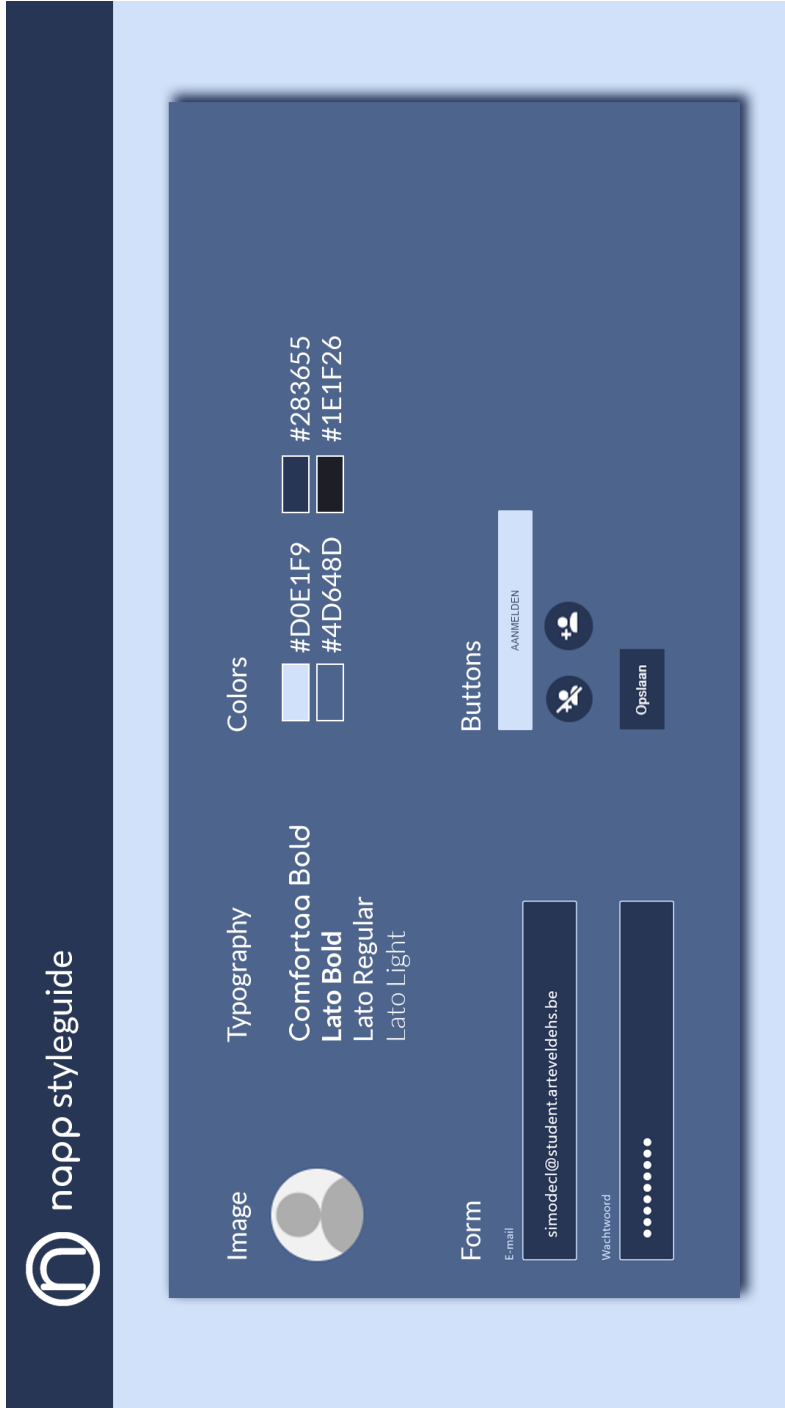 n napp styleguide
Image
Typography
Comfortaa Bold
Lato Bold
Lato Regular
Lato Light
Colors
#D0E1F9 #283655
#4D648D #1E1F26
Form
E-mail
simodecl@student.arteveldehs.be
Wachtwoord
Buttons
AANMELDEN
Opslaan